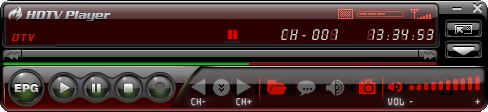 HDTV Player
DTV CH-001 13:34:53
EPG CH- CH+ VOL - +